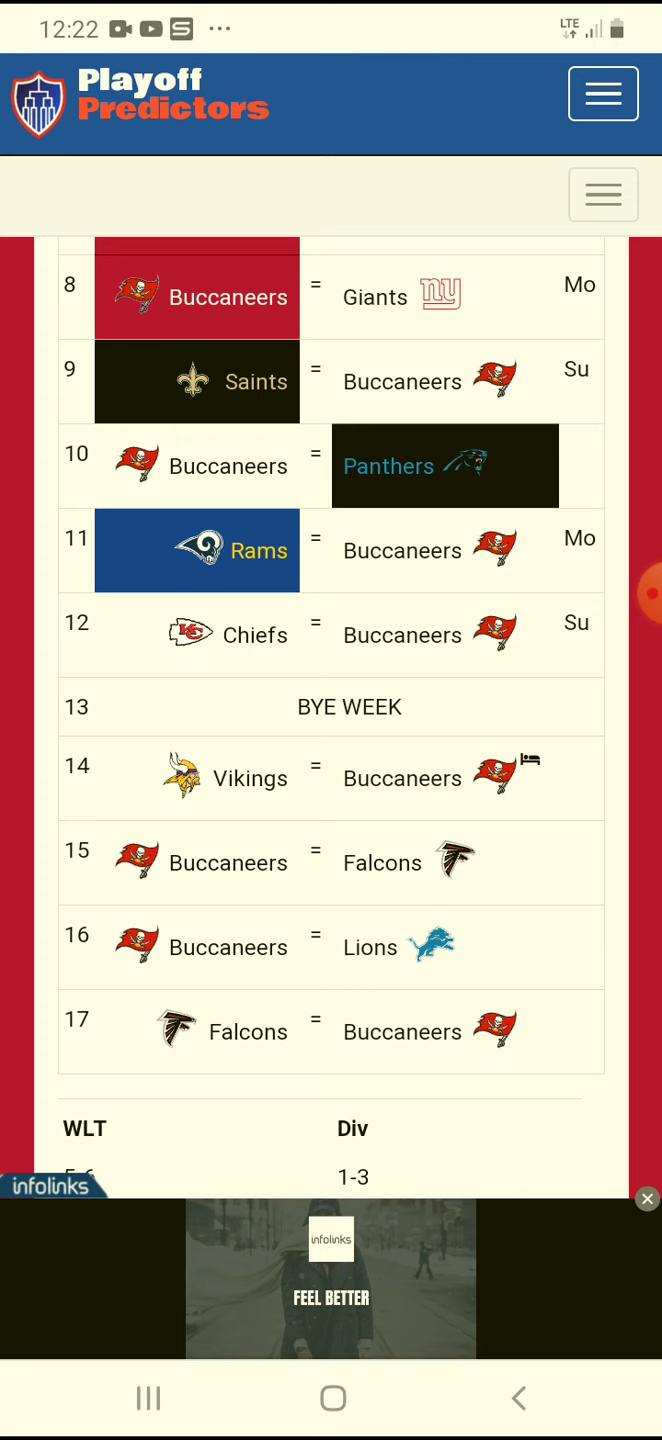 12:22 S ... LTE
Playoff
Predictors
8 Buccaneers = Giants ny Mo
9 Saints = Buccaneers Su
10 Buccaneers = Panthers
11 Rams = Buccaneers Mo
12 KC Chiefs = Buccaneers Su
13 BYE WEEK
14 Vikings = Buccaneers
15 Buccaneers = Falcons
16 Buccaneers = Lions
17 Falcons = Buccaneers
WLT Div
1-3
infolinks
infolinks
FEEL BETTER